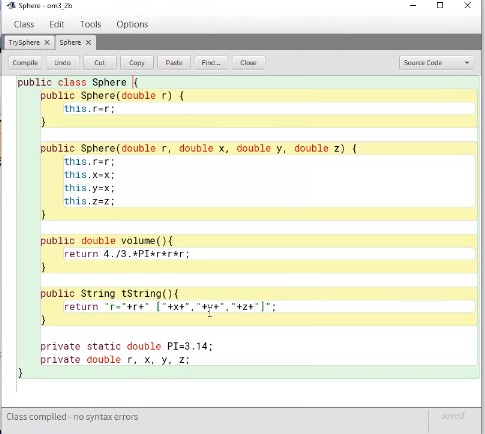 Sphere - om3_2b
Class Edit Tools Options
TrySphere X Sphere X
Compile Undo Cut Copy Paste Find... Close Source Code
public class Sphere {
public Sphere(double r) {
this.r=r;
}
public Sphere(double r, double x, double y, double z) {
this.r=r;
this.x=x;
this.y=y;
this.z=z;
}
public double volume(){
return 4./3.*PI*r*r*r;
}
public String tString(){
return "r="+r+" ["+x+","+y+","+z+"]";
}
private static double PI=3.14;
private double r, x, y, z;
}
Class compiled - no syntax errors
saved